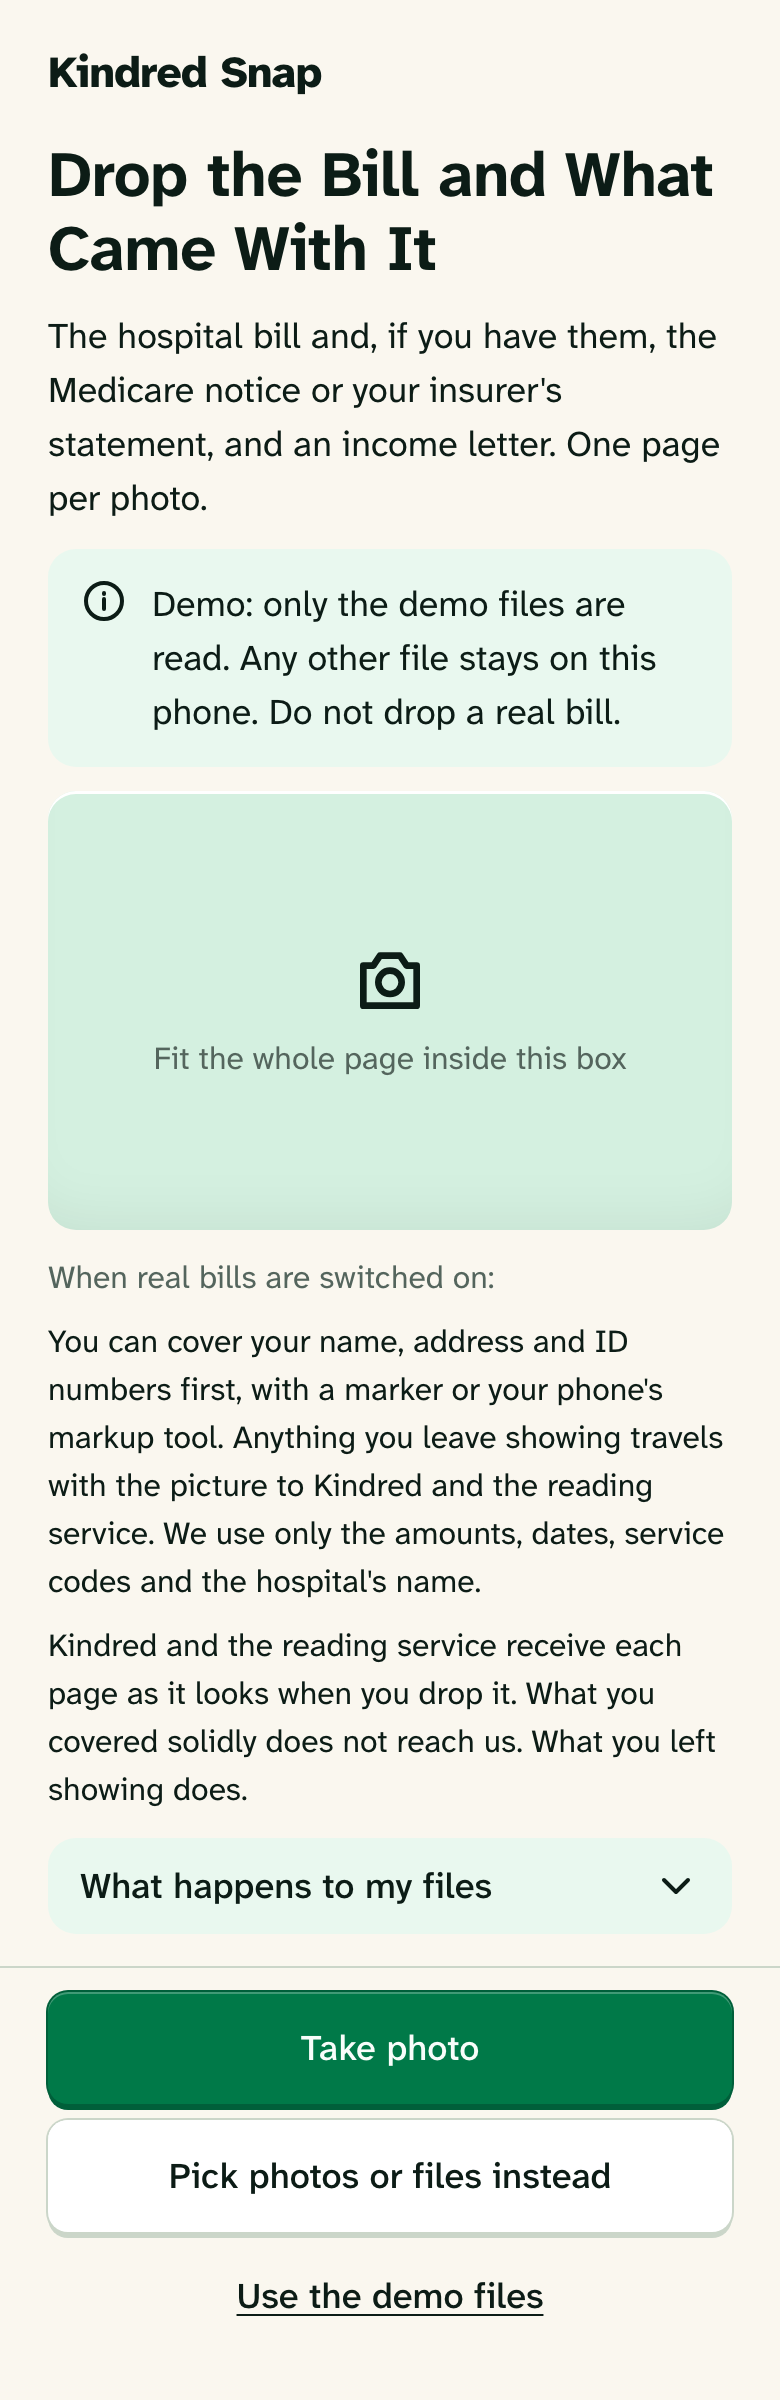 Kindred Snap
Drop the Bill and What
Came With It
The hospital bill and, if you have them, the
Medicare notice or your insurer's
statement, and an income letter. One page
per photo.
Demo: only the demo files are
read. Any other file stays on this
phone. Do not drop a real bill.
Fit the whole page inside this box
When real bills are switched on:
You can cover your name, address and ID
numbers first, with a marker or your phone's
markup tool. Anything you leave showing travels
with the picture to Kindred and the reading
service. We use only the amounts, dates, service
codes and the hospital's name.
Kindred and the reading service receive each
page as it looks when you drop it. What you
covered solidly does not reach us. What you left
showing does.
What happens to my files
Take photo
Pick photos or files instead
Use the demo files